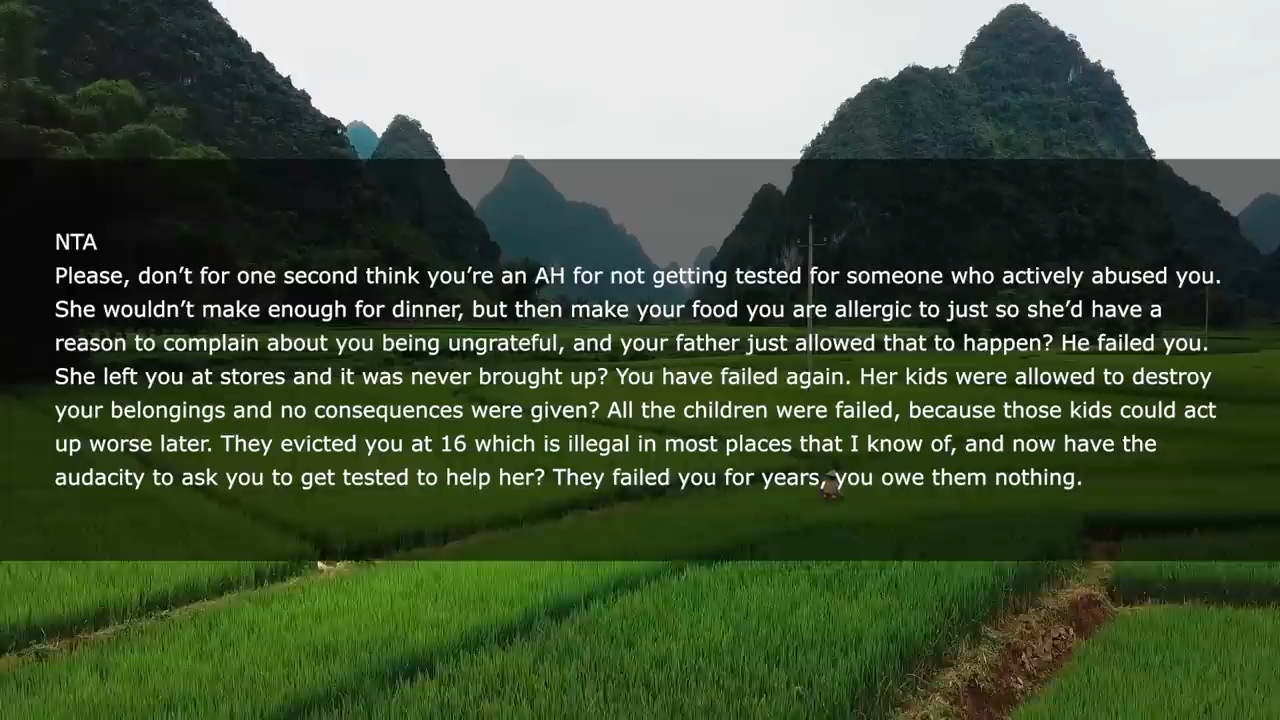 NTA
Please, don’t for one second think you’re an AH for not getting tested for someone who actively abused you.
She wouldn’t make enough for dinner, but then make your food you are allergic to just so she’d have a
reason to complain about you being ungrateful, and your father just allowed that to happen? He failed you.
She left you at stores and it was never brought up? You have failed again. Her kids were allowed to destroy
your belongings and no consequences were given? All the children were failed, because those kids could act
up worse later. They evicted you at 16 which is illegal in most places that I know of, and now have the
audacity to ask you to get tested to help her? They failed you for years, you owe them nothing.